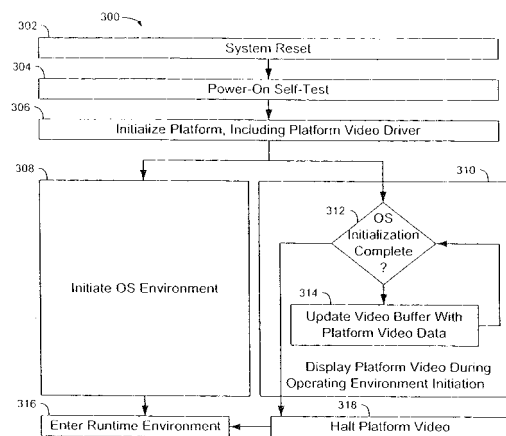 300
302
System Reset
304
Power-On Self-Test
306
Initialize Platform, Including Platform Video Driver
308
Initiate OS Environment
310
312
OS
Initialization
Complete
?
314
Update Video Buffer With
Platform Video Data
Display Platform Video During
Operating Environment Initiation
316
Enter Runtime Environment
318
Halt Platform Video